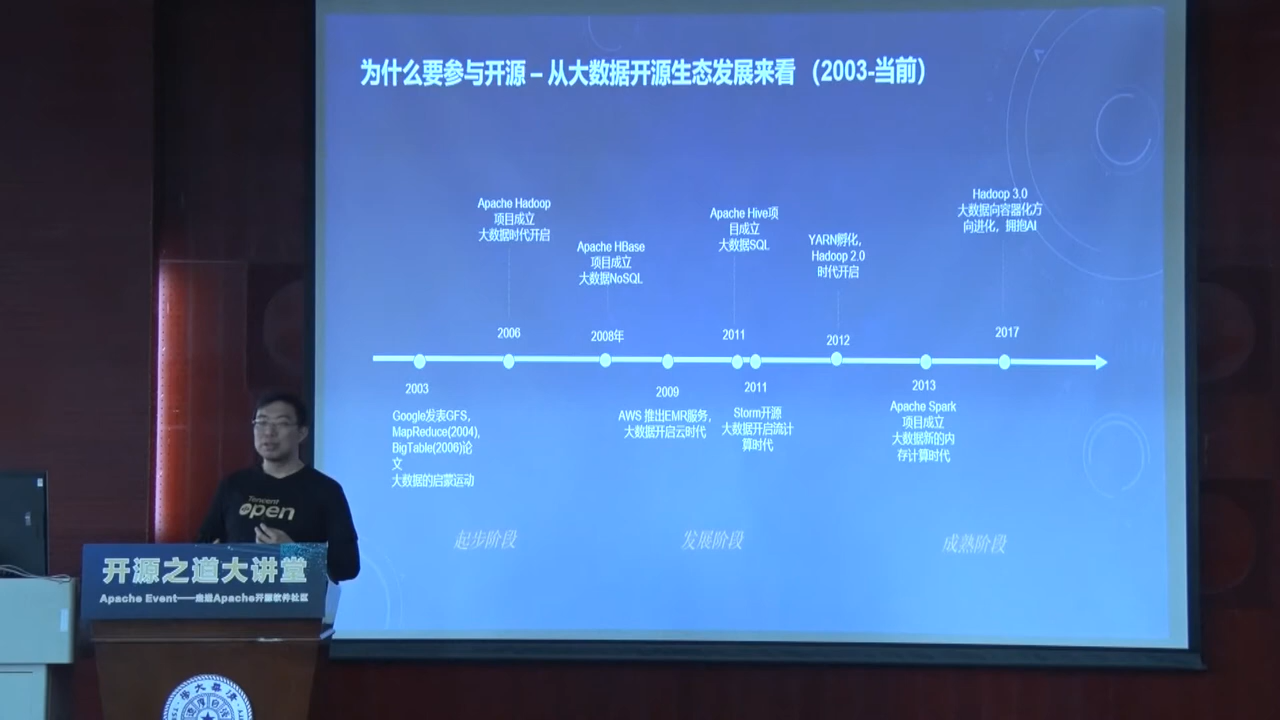 为什么要参与开源 – 从大数据开源生态发展来看 （2003-当前）
Apache Hadoop
项目成立
大数据时代开启
Apache HBase
项目成立
大数据NoSQL
Apache Hive项
目成立
大数据SQL
YARN孵化，
Hadoop 2.0
时代开启
Hadoop 3.0
大数据向容器化方
向进化，拥抱AI
2006
2008年
2011
2012
2017
2003
Google发表GFS,
MapReduce(2004),
BigTable(2006)论
文
大数据的启蒙运动
2009
AWS 推出EMR服务，
大数据开启云时代
2011
Storm开源
大数据开启流计
算时代
2013
Apache Spark
项目成立
大数据新的内
存计算时代
起步阶段
发展阶段
成熟阶段
Tencent
Open
开源之道大讲堂
Apache Event——走进Apache开源软件社区